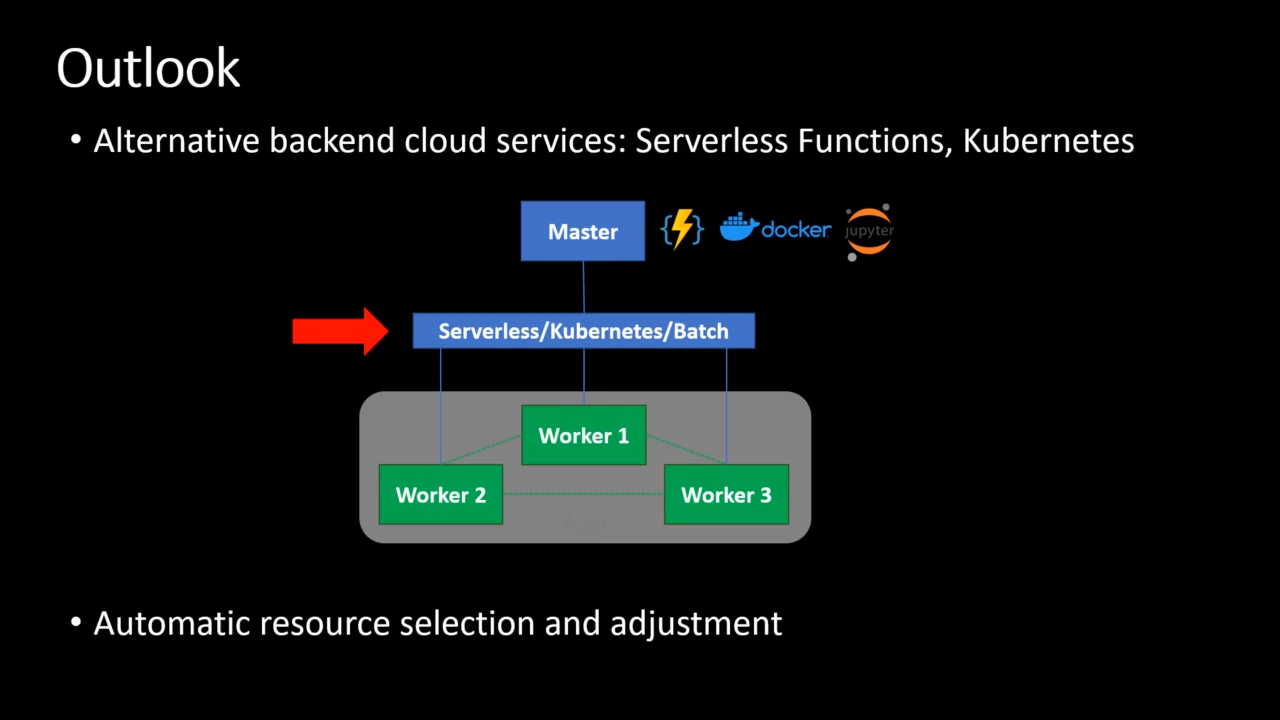 Outlook
• Alternative backend cloud services: Serverless Functions, Kubernetes
Master
docker
jupyter
Serverless/Kubernetes/Batch
Worker 1
Worker 2
Worker 3
• Automatic resource selection and adjustment